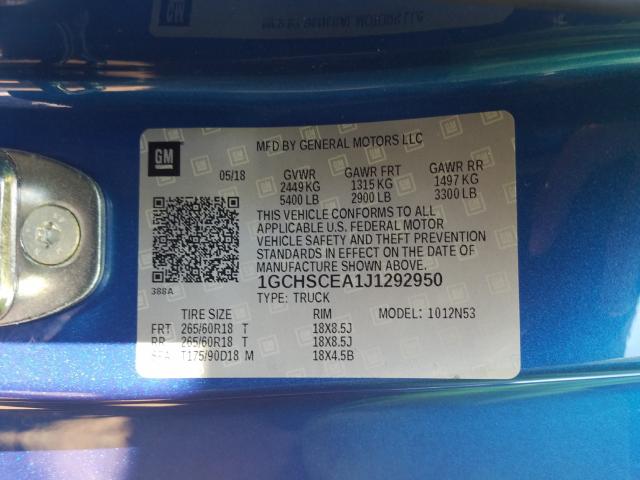 MFD BY GENERAL MOTORS LLC
GM
05/18 GVWR GAWR FRT GAWR RR
2449 KG 1315 KG 1497 KG
5400 LB 2900 LB 3300 LB
THIS VEHICLE CONFORMS TO ALL
APPLICABLE U.S. FEDERAL MOTOR
VEHICLE SAFETY AND THEFT PREVENTION
STANDARDS IN EFFECT ON THE DATE OF
MANUFACTURE SHOWN ABOVE.
388A
1GCHSCEA1J1292950
TYPE: TRUCK
TIRE SIZE RIM MODEL: 1012N53
FRT 265/60R18 T 18X8.5J
RR 265/60R18 T 18X8.5J
SPA T175/90D18 M 18X4.5B